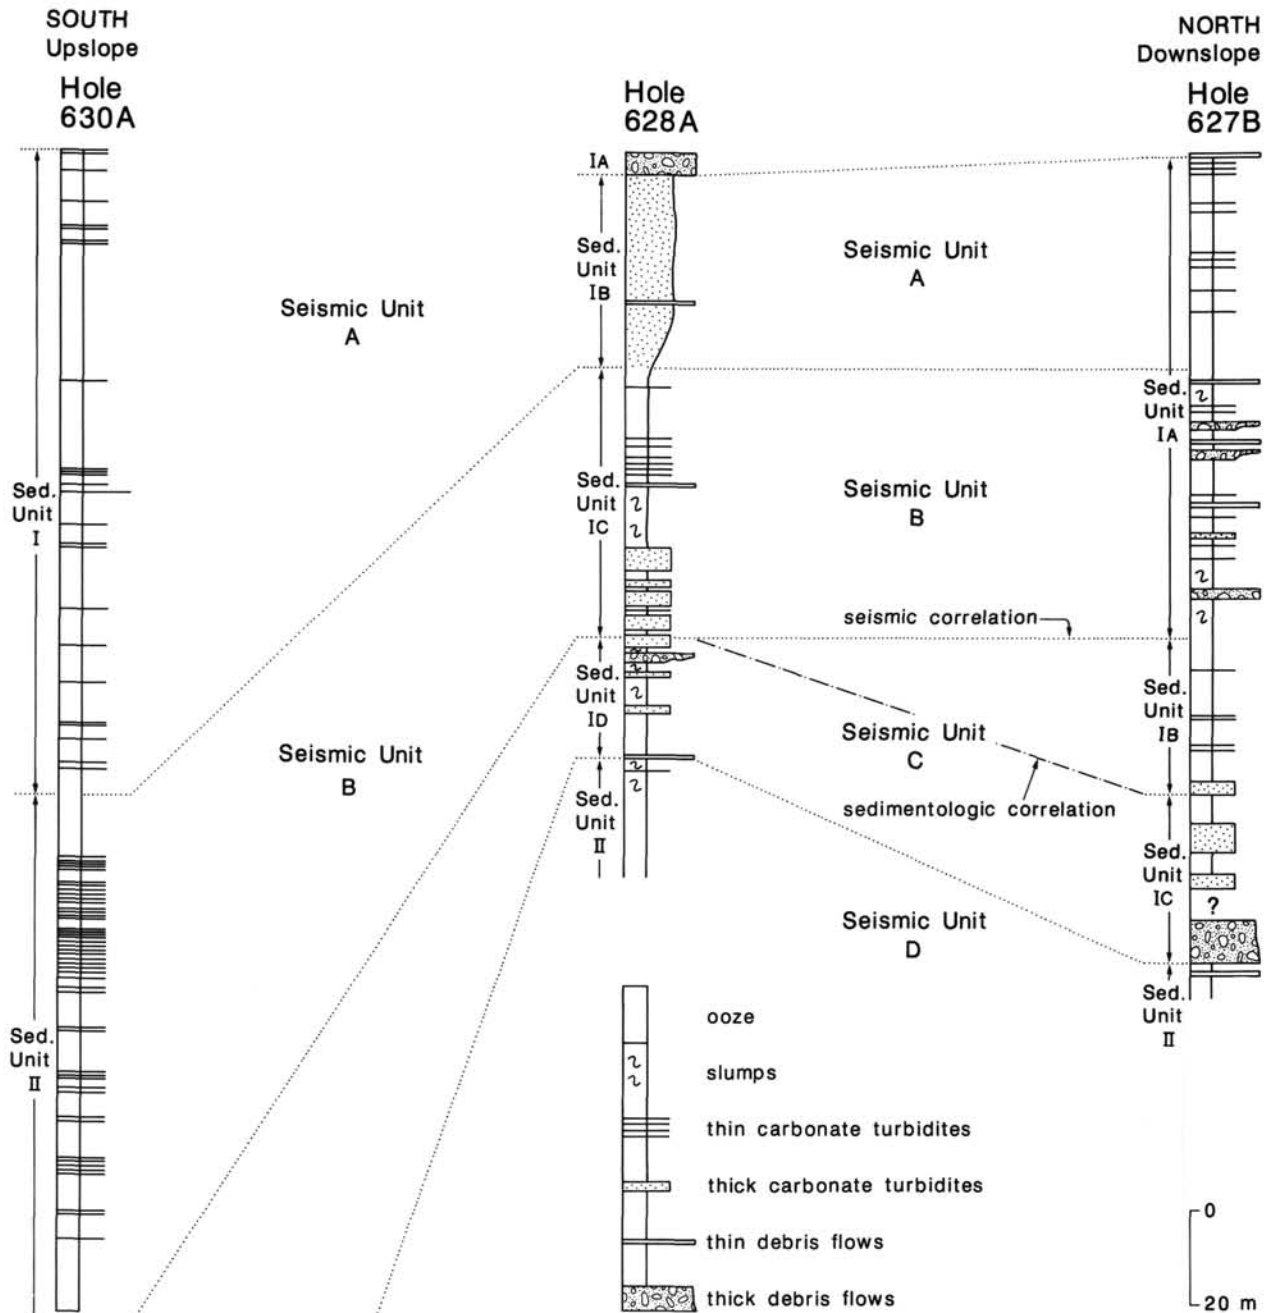 SOUTH
Upslope
Hole
630A
Hole
628A
NORTH
Downslope
Hole
627B
IA
Sed.
Unit
IB
Seismic Unit
A
Seismic Unit
A
Sed.
Unit
IA
Sed.
Unit
I
Sed.
Unit
IC
Seismic Unit
B
seismic correlation
Sed.
Unit
ID
Sed.
Unit
IB
Seismic Unit
B
Seismic Unit
C
sedimentologic correlation
Sed.
Unit
II
Sed.
Unit
IC
?
Seismic Unit
D
Sed.
Unit
II
Sed.
Unit
II
ooze
slumps
thin carbonate turbidites
thick carbonate turbidites
thin debris flows
thick debris flows
0
20 m